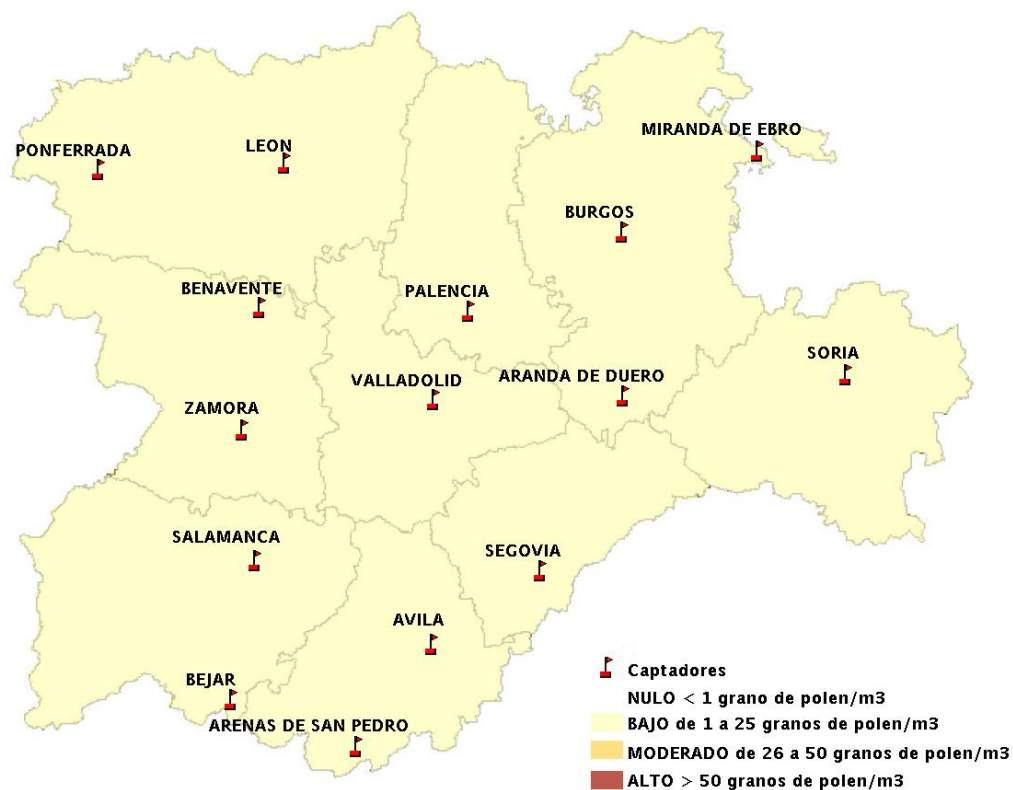 MIRANDA DE EBRO
PONFERRADA
LEON
BURGOS
BENAVENTE
PALENCIA
SORIA
VALLADOLID
ARANDA DE DUERO
ZAMORA
SALAMANCA
SEGOVIA
AVILA
BEJAR
ARENAS DE SAN PEDRO
Captadores
NULO < 1 grano de polen/m3
BAJO de 1 a 25 granos de polen/m3
MODERADO de 26 a 50 granos de polen/m3
ALTO > 50 granos de polen/m3